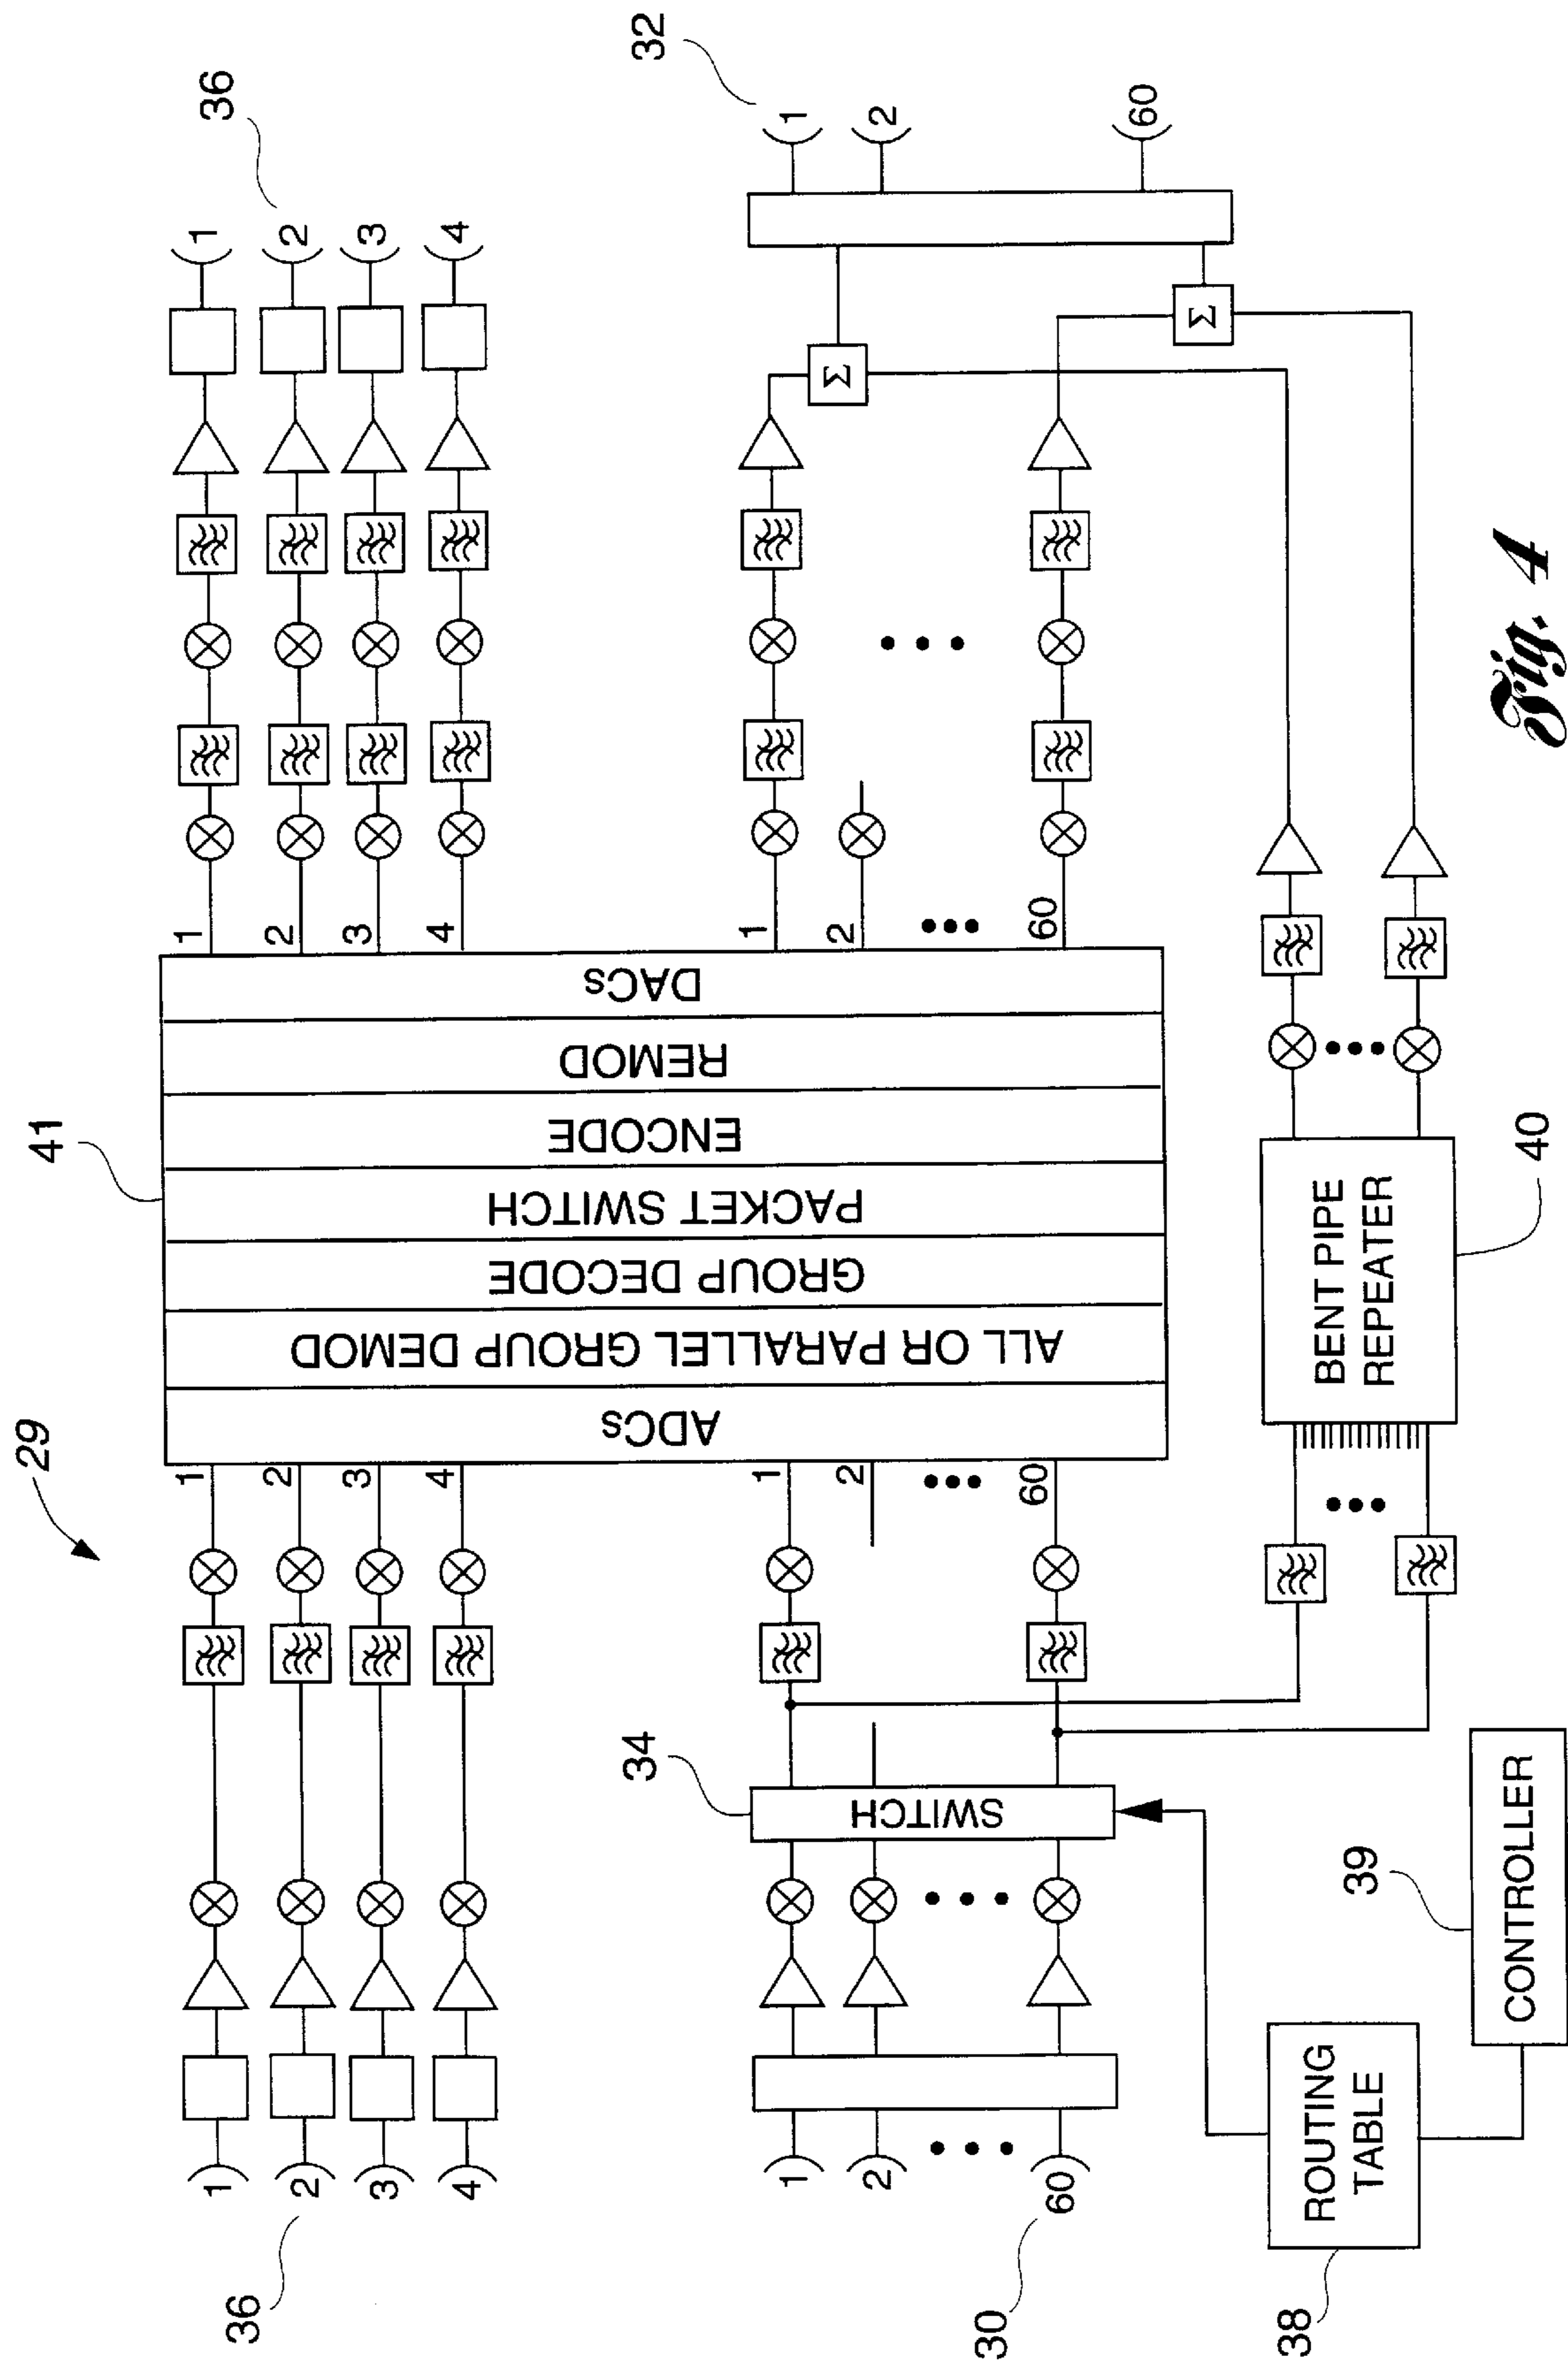 29
41
36
1
2
3
4
1
2
3
4
ADCs
ALL OR PARALLEL GROUP DEMOD
GROUP DECODE
PACKET SWITCH
ENCODE
REMOD
DACs
1
2
3
4
1
2
3
4
36
30
1
2
60
34
SWITCH
1
2
60
1
2
60
Σ
Σ
1
2
60
32
38
ROUTING
TABLE
39
CONTROLLER
BENT PIPE
REPEATER
40
Fig. 4